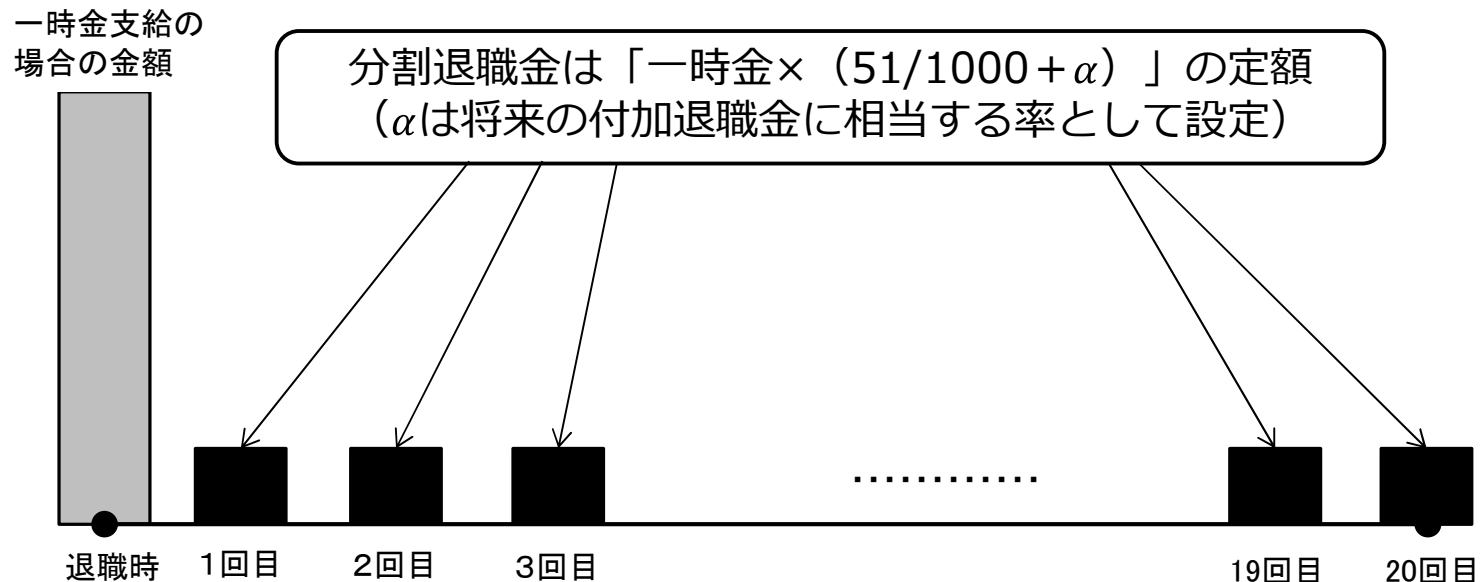 一時金支給の
場合の金額
分割退職金は「一時金×（51/1000＋α）」の定額
（αは将来の付加退職金に相当する率として設定）
…………
退職時 １回目 ２回目 ３回目 19回目 20回目